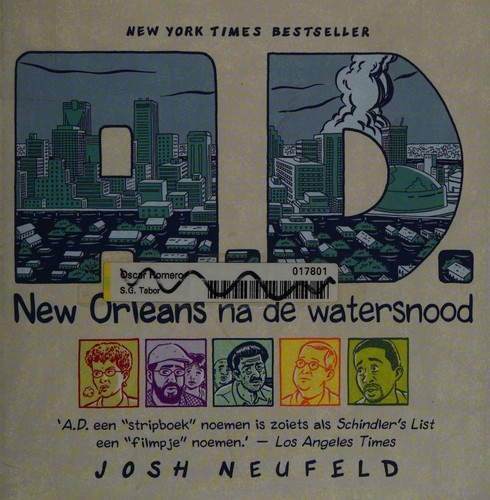 NEW YORK TIMES BESTSELLER
A.D.
Oscar Romero
017801
S.G. Tabor
New Orleans na de watersnood
'A.D. een "stripboek" noemen is zoiets als Schindler's List
een "filmpje" noemen.' — Los Angeles Times
JOSH NEUFELD